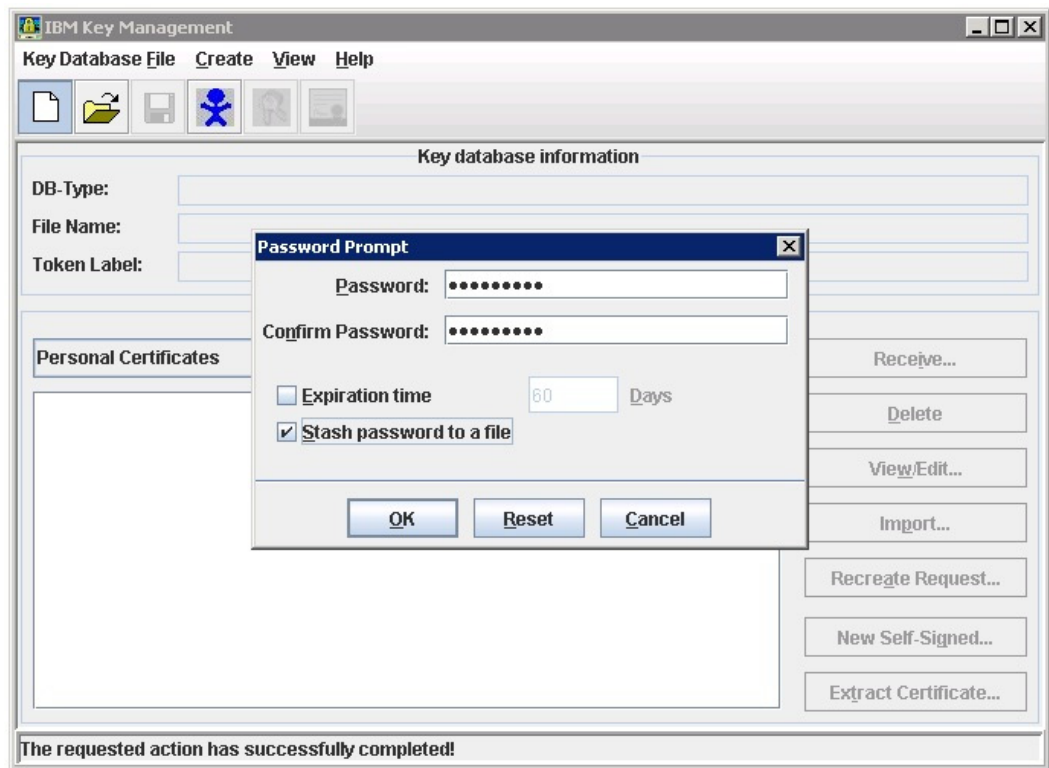 IBM Key Management
Key Database File Create View Help
Key database information
DB-Type:
File Name:
Token Label:
Password Prompt
Password: •••••••••
Confirm Password: •••••••••
Expiration time 60 Days
Stash password to a file
OK Reset Cancel
Personal Certificates
Receive...
Delete
View/Edit...
Import...
Recreate Request...
New Self-Signed...
Extract Certificate...
The requested action has successfully completed!